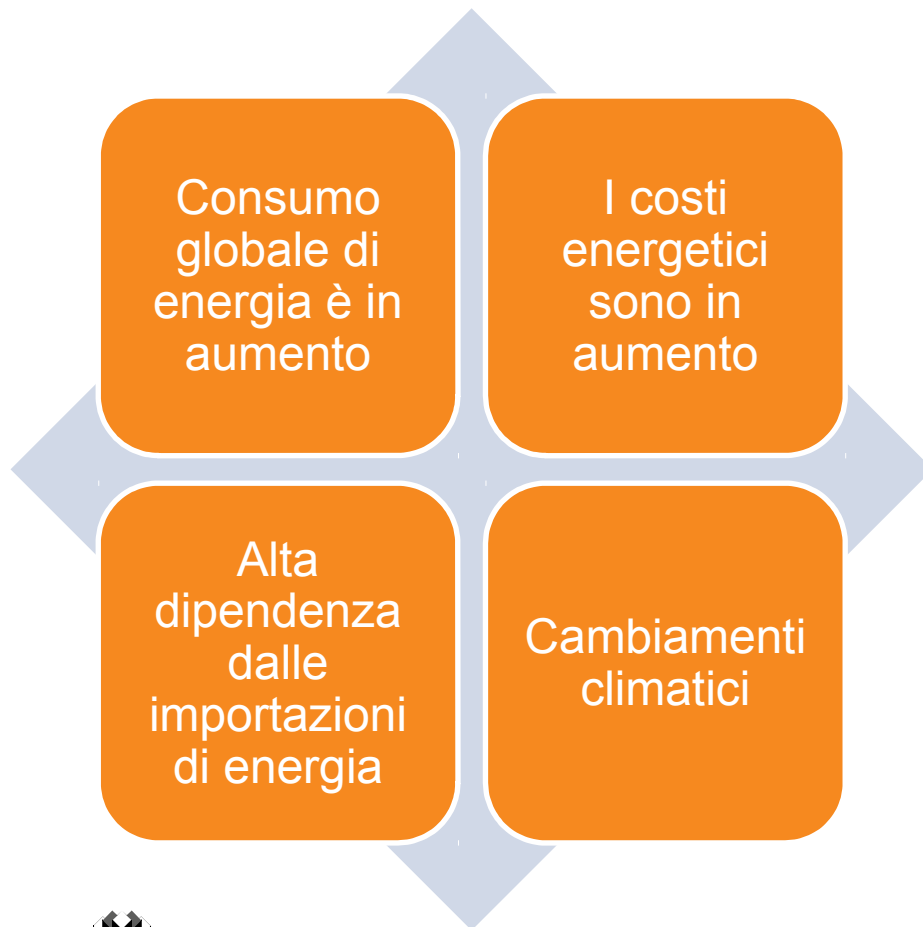 Consumo
globale di
energia è in
aumento
I costi
energetici
sono in
aumento
Alta
dipendenza
dalle
importazioni
di energia
Cambiamenti
climatici